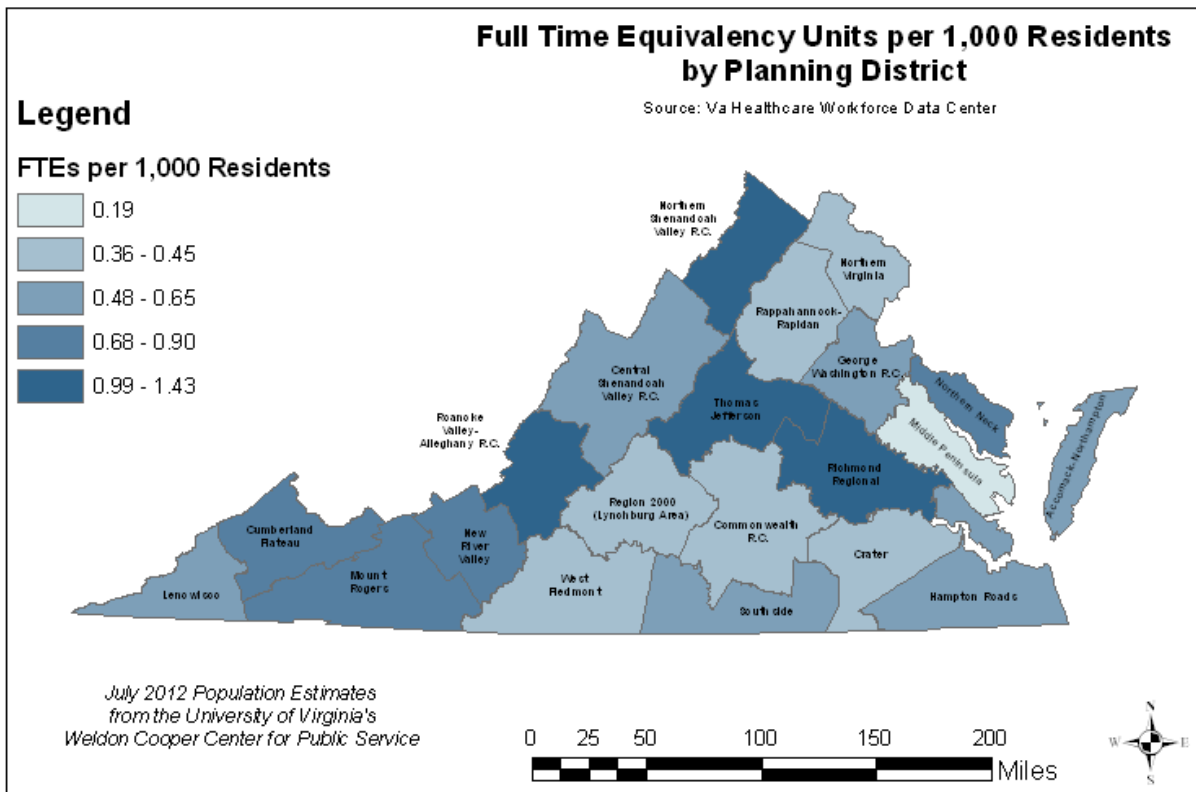 Full Time Equivalency Units per 1,000 Residents
by Planning District
Source: Va Healthcare Workforce Data Center
Legend
FTEs per 1,000 Residents
0.19
0.36 - 0.45
0.48 - 0.65
0.68 - 0.90
0.99 - 1.43
Northern
Shenandoah
Valley R.C.
Northern
Virginia
Rappahannock-
Rapidan
Central
Shenandoah
Valley R.C.
George
Washington R.C.
Northern Neck
Thomas
Jefferson
Middle Peninsula
Accomack-Northampton
Roanoke
Valley-
Alleghany R.C.
Richmond
Regional
Region 2000
(Lynchburg Area)
Commonwealth
R.C.
Cumberland
Plateau
New
River
Valley
Crater
Mount
Rogers
West
Piedmont
Lenowisco
Southside
Hampton Roads
July 2012 Population Estimates
from the University of Virginia's
Weldon Cooper Center for Public Service
0 25 50 100 150 200
Miles
N
W E
S